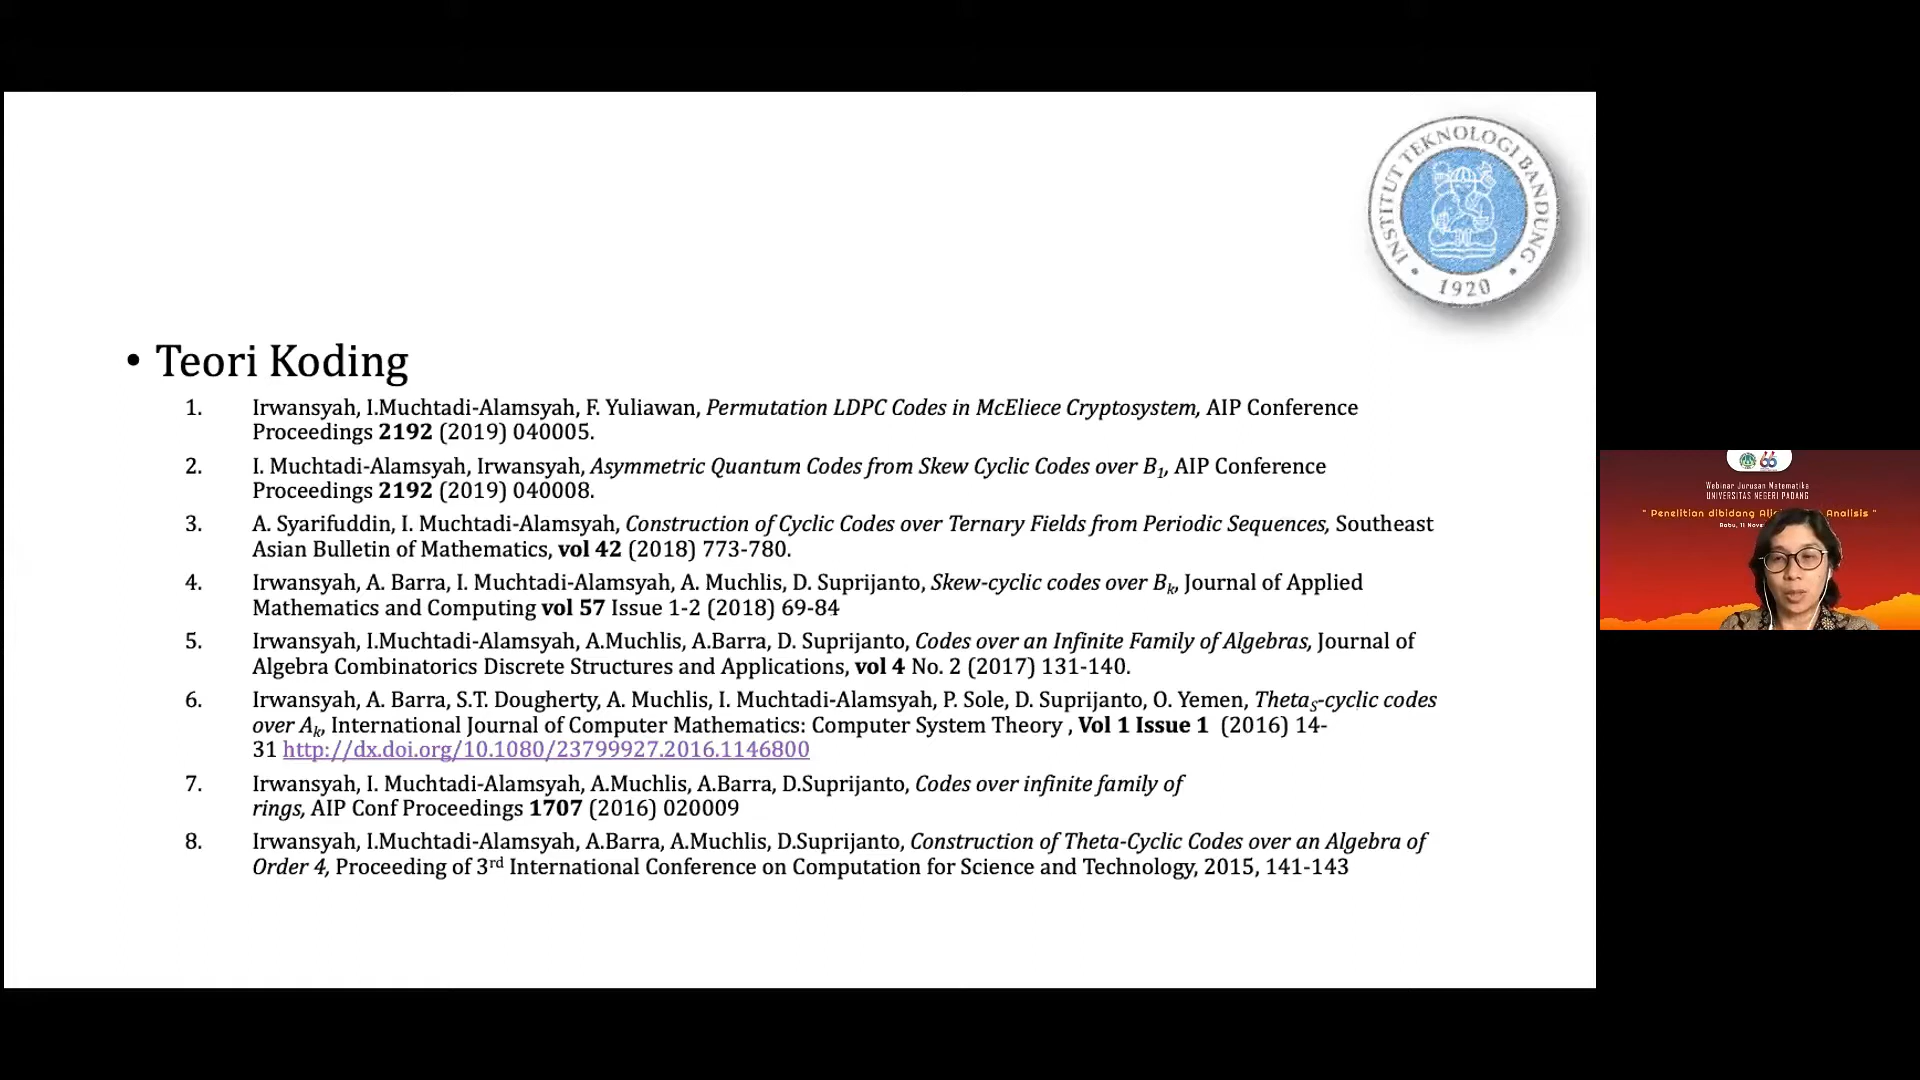 INSTITUT TEKNOLOGI BANDUNG
1920
• Teori Koding
1. Irwansyah, I.Muchtadi-Alamsyah, F. Yuliawan, Permutation LDPC Codes in McEliece Cryptosystem, AIP Conference
Proceedings 2192 (2019) 040005.
2. I. Muchtadi-Alamsyah, Irwansyah, Asymmetric Quantum Codes from Skew Cyclic Codes over B1, AIP Conference
Proceedings 2192 (2019) 040008.
3. A. Syarifuddin, I. Muchtadi-Alamsyah, Construction of Cyclic Codes over Ternary Fields from Periodic Sequences, Southeast
Asian Bulletin of Mathematics, vol 42 (2018) 773-780.
4. Irwansyah, A. Barra, I. Muchtadi-Alamsyah, A. Muchlis, D. Suprijanto, Skew-cyclic codes over Bk, Journal of Applied
Mathematics and Computing vol 57 Issue 1-2 (2018) 69-84
5. Irwansyah, I.Muchtadi-Alamsyah, A.Muchlis, A.Barra, D. Suprijanto, Codes over an Infinite Family of Algebras, Journal of
Algebra Combinatorics Discrete Structures and Applications, vol 4 No. 2 (2017) 131-140.
6. Irwansyah, A. Barra, S.T. Dougherty, A. Muchlis, I. Muchtadi-Alamsyah, P. Sole, D. Suprijanto, O. Yemen, ThetaS-cyclic codes
over Ak, International Journal of Computer Mathematics: Computer System Theory , Vol 1 Issue 1 (2016) 14-
31 http://dx.doi.org/10.1080/23799927.2016.1146800
7. Irwansyah, I. Muchtadi-Alamsyah, A.Muchlis, A.Barra, D.Suprijanto, Codes over infinite family of
rings, AIP Conf Proceedings 1707 (2016) 020009
8. Irwansyah, I.Muchtadi-Alamsyah, A.Barra, A.Muchlis, D.Suprijanto, Construction of Theta-Cyclic Codes over an Algebra of
Order 4, Proceeding of 3rd International Conference on Computation for Science and Technology, 2015, 141-143
66
Webinar Jurusan Matematika
UNIVERSITAS NEGERI PADANG
" Penelitian dibidang Analisis "
Rabu, 11